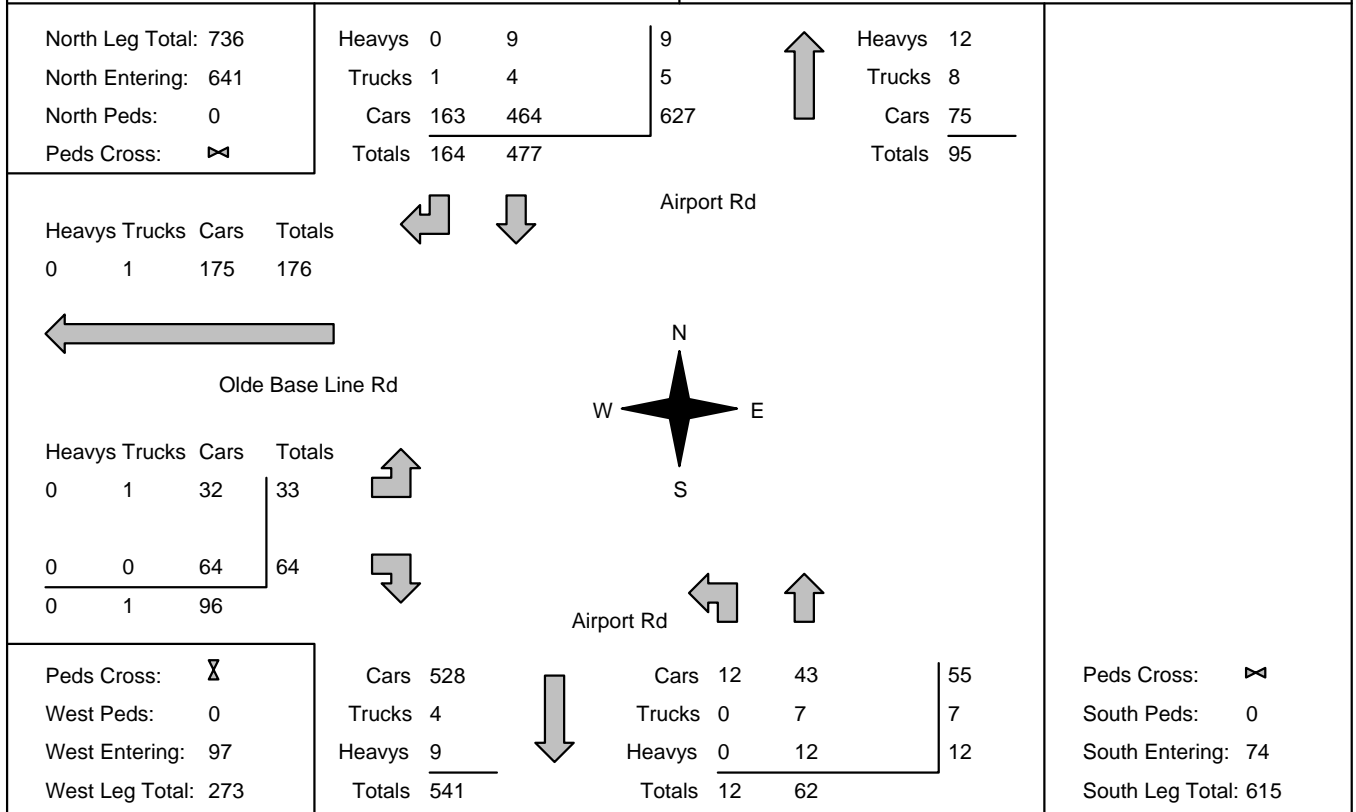 North Leg Total: 736 Heavys 0 9 9 Heavys 12
North Entering: 641 Trucks 1 4 5 Trucks 8
North Peds: 0 Cars 163 464 627 Cars 75
Peds Cross: Totals 164 477 Totals 95
Airport Rd
Heavys Trucks Cars Totals
0 1 175 176
N
Olde Base Line Rd
W E
Heavys Trucks Cars Totals
0 1 32 33
S
0 0 64 64
0 1 96
Airport Rd
Peds Cross: Cars 528 Cars 12 43 55 Peds Cross:
West Peds: 0 Trucks 4 Trucks 0 7 7 South Peds: 0
West Entering: 97 Heavys 9 Heavys 0 12 12 South Entering: 74
West Leg Total: 273 Totals 541 Totals 12 62 South Leg Total: 615